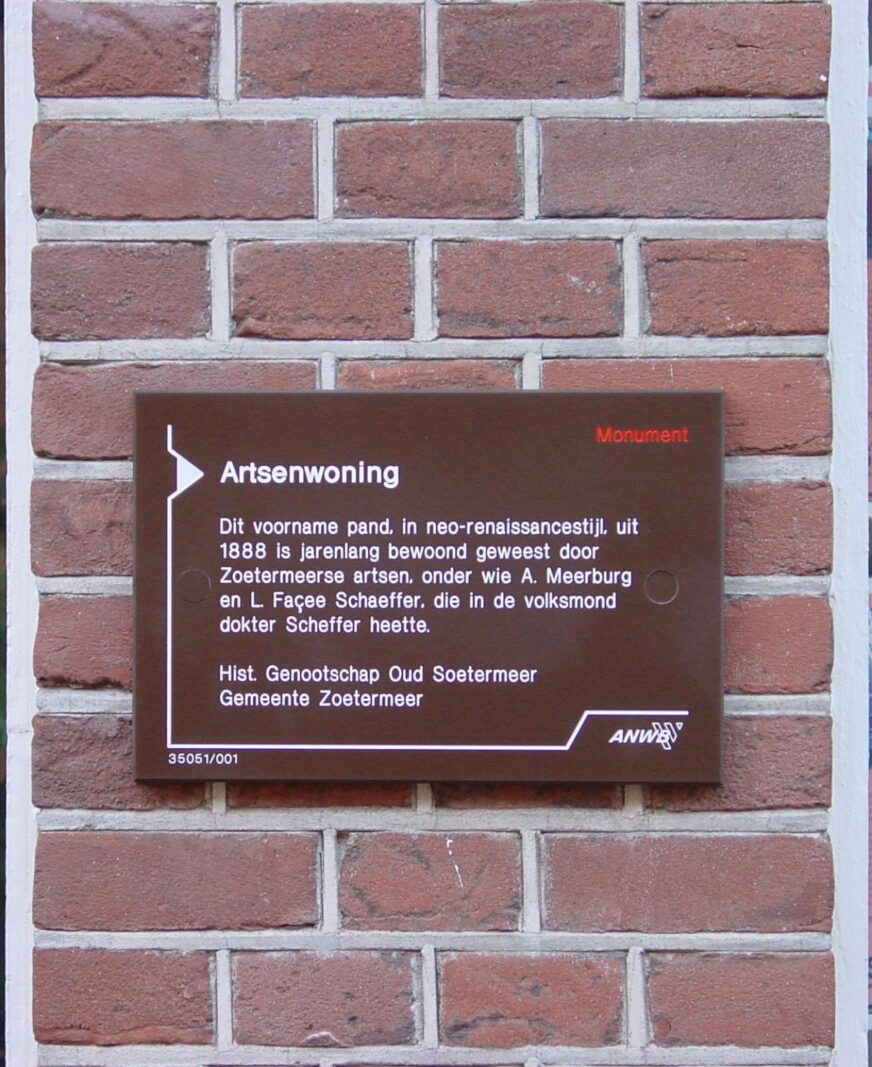 Monument
Artsenwoning
Dit voorname pand, in neo-renaissancestijl, uit
1888 is jarenlang bewoond geweest door
Zoetermeerse artsen, onder wie A. Meerburg
en L. Façee Schaeffer, die in de volksmond
dokter Scheffer heette.
Hist. Genootschap Oud Soetermeer
Gemeente Zoetermeer
ANWB
35051/001